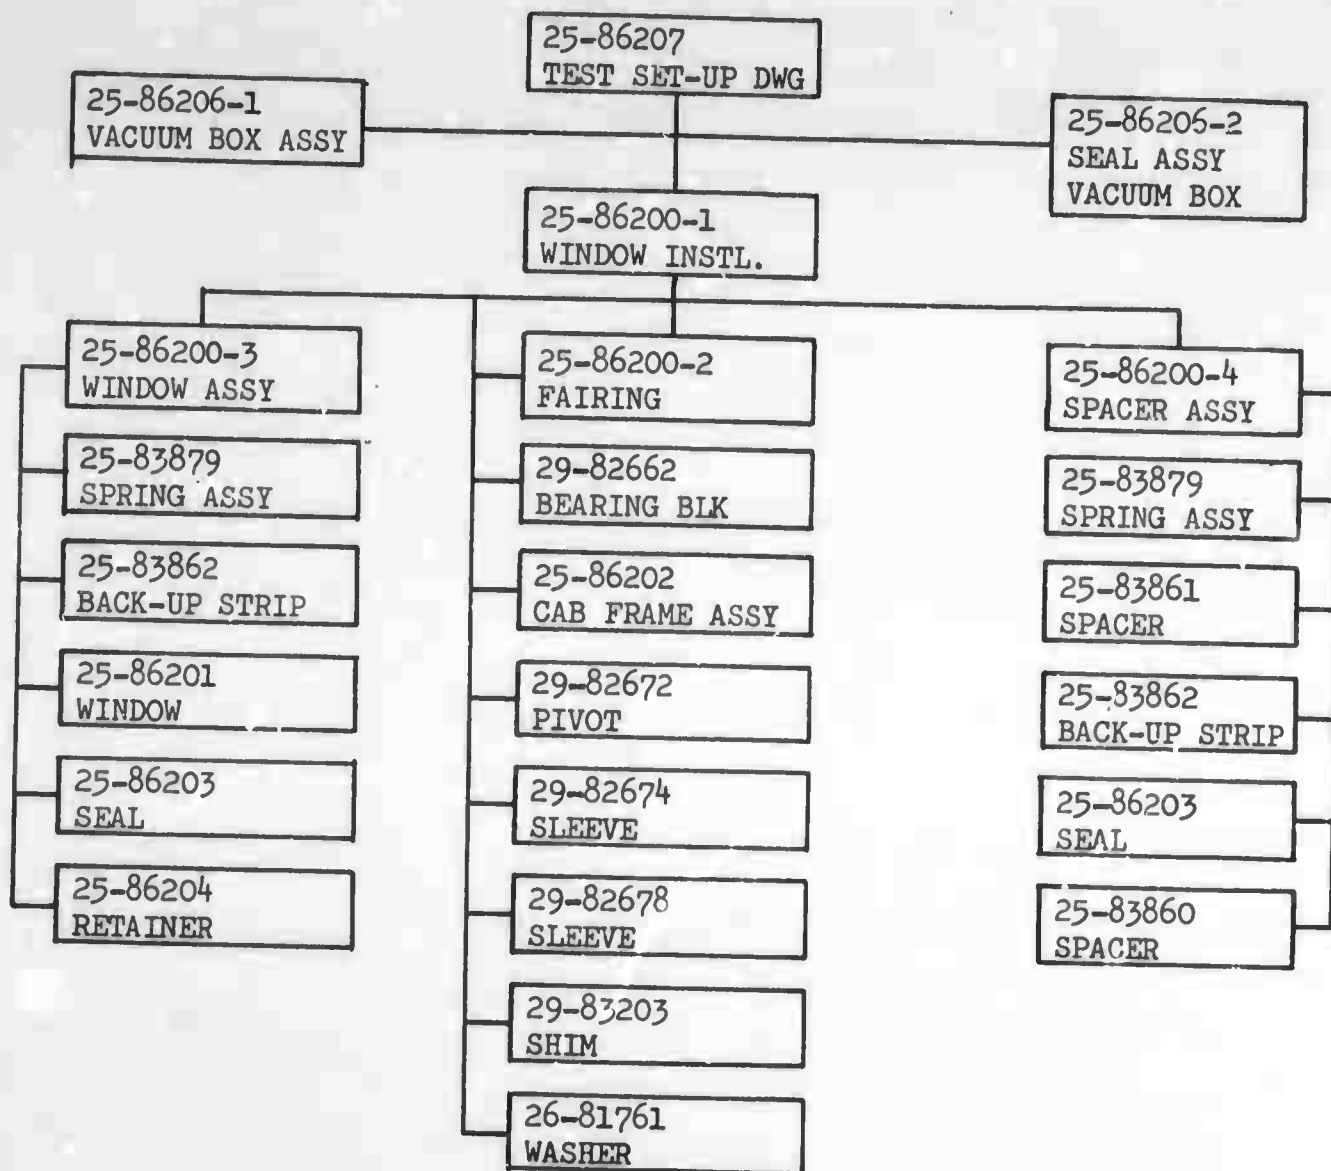 25-86207
TEST SET-UP DWG
25-86206-1
VACUUM BOX ASSY
25-86206-2
SEAL ASSY
VACUUM BOX
25-86200-1
WINDOW INSTL.
25-86200-3
WINDOW ASSY
25-83879
SPRING ASSY
25-83862
BACK-UP STRIP
25-86201
WINDOW
25-86203
SEAL
25-86204
RETAINER
25-86200-2
FAIRING
29-82662
BEARING BLK
25-86202
CAB FRAME ASSY
29-82672
PIVOT
29-82674
SLEEVE
29-82678
SLEEVE
29-83203
SHIM
26-81761
WASHER
25-86200-4
SPACER ASSY
25-83879
SPRING ASSY
25-83861
SPACER
25-83862
BACK-UP STRIP
25-86203
SEAL
25-83860
SPACER